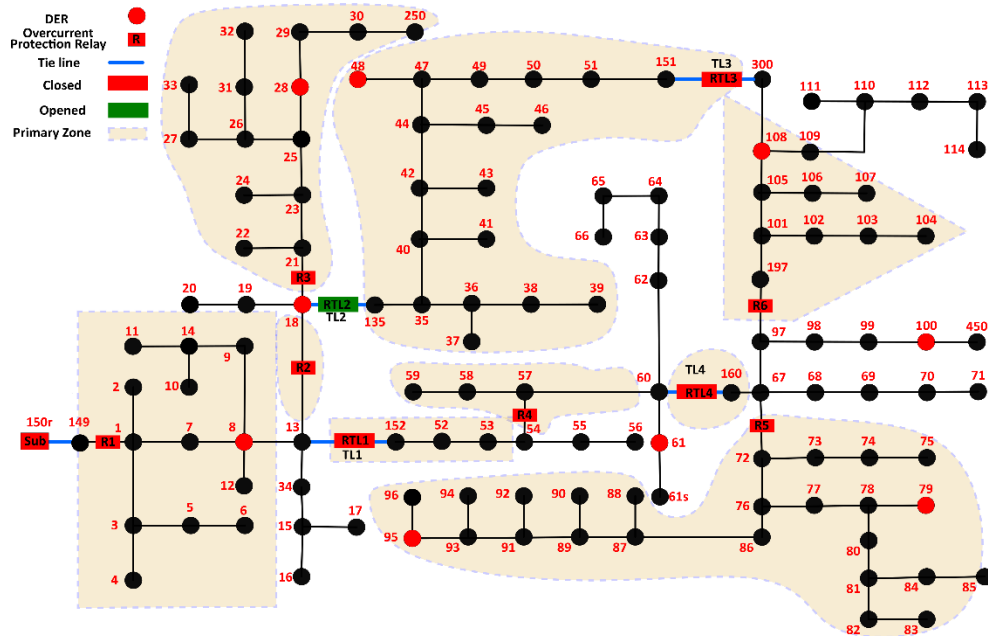 DER
Overcurrent
Protection Relay
R
Tie line
Closed
Opened
Primary Zone
32 29 30 250
33 31 28
27 26 25
24 23
22 21
R3
48 47 49 50 51 151 TL3 300
RTL3
44 45 46
42 43
40 41
111 110 112 113
108 109 114
105 106 107
101 102 103 104
197
R6
65 64
66 63
62
20 19 18 RTL2 135 35 36 38 39
TL2
37
11 14 9
2 10
R2
59 58 57 60 TL4 160
RTL4
R4
97 98 99 100 450
67 68 69 70 71
150r 149
Sub R1 1 7 8 13 RTL1 152 52 53 54 55 56 61
TL1
12
R5
72 73 74 75
3 5 6 34
4
15 17
16
96 94 92 90 88 61s
95 93 91 89 87 86
76 77 78 79
80
81 84 85
82 83